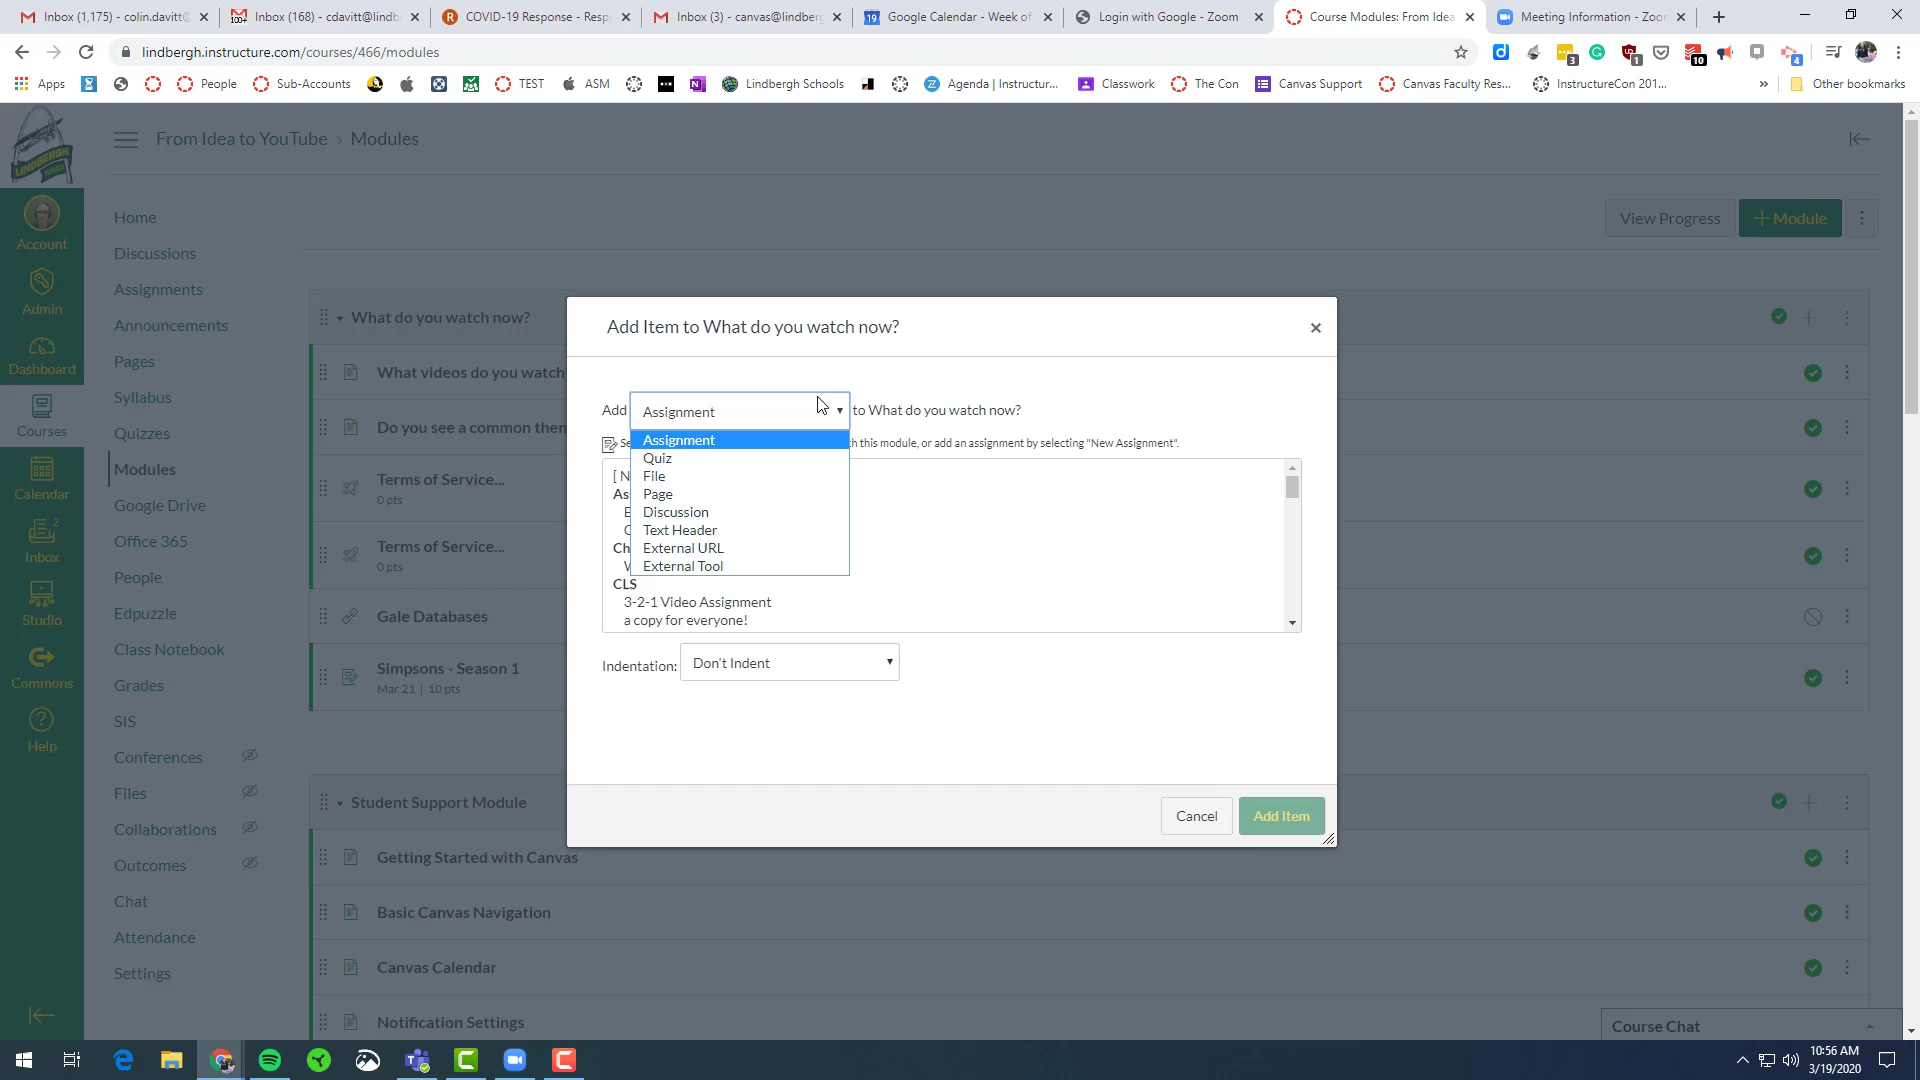 Inbox (1,175) - colin.davitt@
Inbox (168) - cdavitt@lindb
COVID-19 Response - Resp
Inbox (3) - canvas@lindberg
Google Calendar - Week of
Login with Google - Zoom
Course Modules: From Idea
Meeting Information - Zoo
lindbergh.instructure.com/courses/466/modules
Apps
People
Sub-Accounts
TEST
ASM
Lindbergh Schools
Agenda | Instructur...
Classwork
The Con
Canvas Support
Canvas Faculty Res...
InstructureCon 201...
Other bookmarks
LINDBERGH
From Idea to YouTube › Modules
Account
Admin
Dashboard
Courses
Calendar
2
Inbox
Studio
Commons
Help
Home
Discussions
Assignments
Announcements
Pages
Syllabus
Quizzes
Modules
Google Drive
Office 365
People
Edpuzzle
Class Notebook
Grades
SIS
Conferences
Files
Collaborations
Outcomes
Chat
Attendance
Settings
View Progress
+ Module
What do you watch now?
What videos do you watch
Do you see a common then
Terms of Service...
0 pts
Terms of Service...
0 pts
Gale Databases
Simpsons - Season 1
Mar 21 | 10 pts
Student Support Module
Getting Started with Canvas
Basic Canvas Navigation
Canvas Calendar
Notification Settings
Add Item to What do you watch now?
Add Assignment to What do you watch now?
Assignment
Quiz
File
Page
Discussion
Text Header
External URL
External Tool
h this module, or add an assignment by selecting "New Assignment".
CLS
3-2-1 Video Assignment
a copy for everyone!
Indentation: Don't Indent
Cancel
Add Item
Course Chat
10:56 AM
3/19/2020